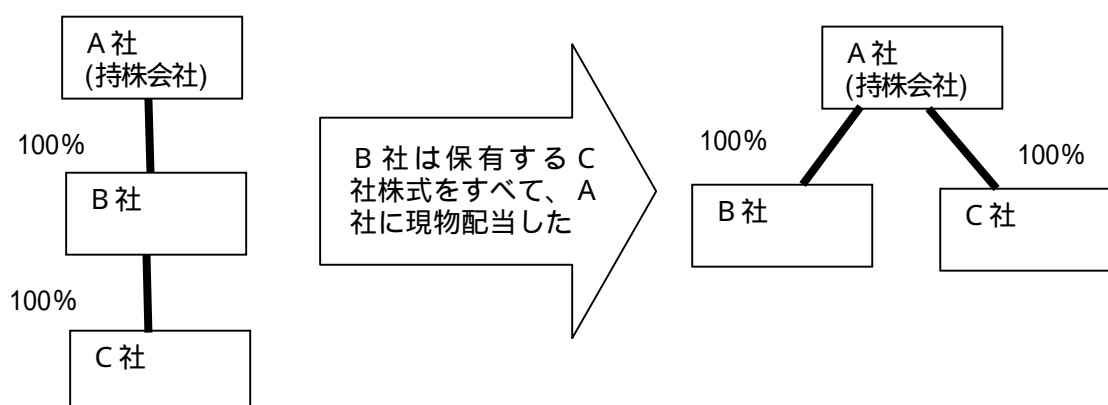 A社
(持株会社)
100%
B社
100%
C社
B社は保有するC
社株式をすべて、A
社に現物配当した
A社
(持株会社)
100%
100%
B社
C社